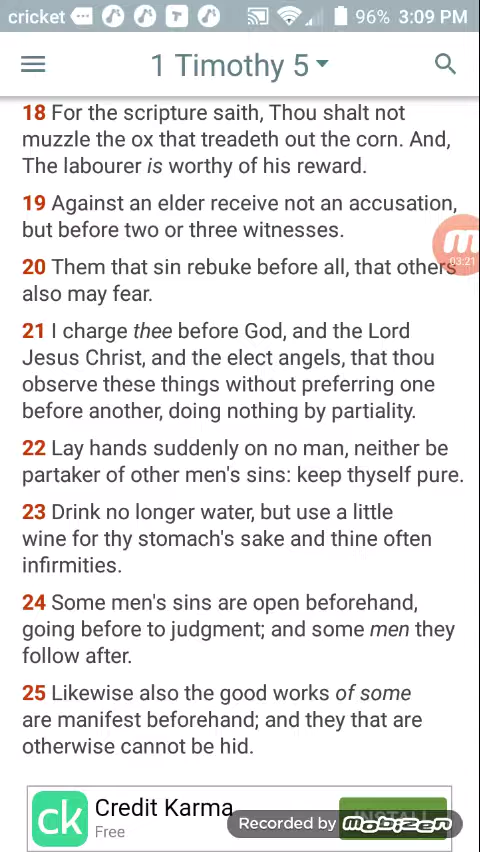 cricket 96% 3:09 PM
1 Timothy 5
18 For the scripture saith, Thou shalt not
muzzle the ox that treadeth out the corn. And,
The labourer is worthy of his reward.
19 Against an elder receive not an accusation,
but before two or three witnesses.
20 Them that sin rebuke before all, that others
also may fear.
03:21
21 I charge thee before God, and the Lord
Jesus Christ, and the elect angels, that thou
observe these things without preferring one
before another, doing nothing by partiality.
22 Lay hands suddenly on no man, neither be
partaker of other men's sins: keep thyself pure.
23 Drink no longer water, but use a little
wine for thy stomach's sake and thine often
infirmities.
24 Some men's sins are open beforehand,
going before to judgment; and some men they
follow after.
25 Likewise also the good works of some
are manifest beforehand; and they that are
otherwise cannot be hid.
ck Credit Karma
Free
Recorded by mobizen